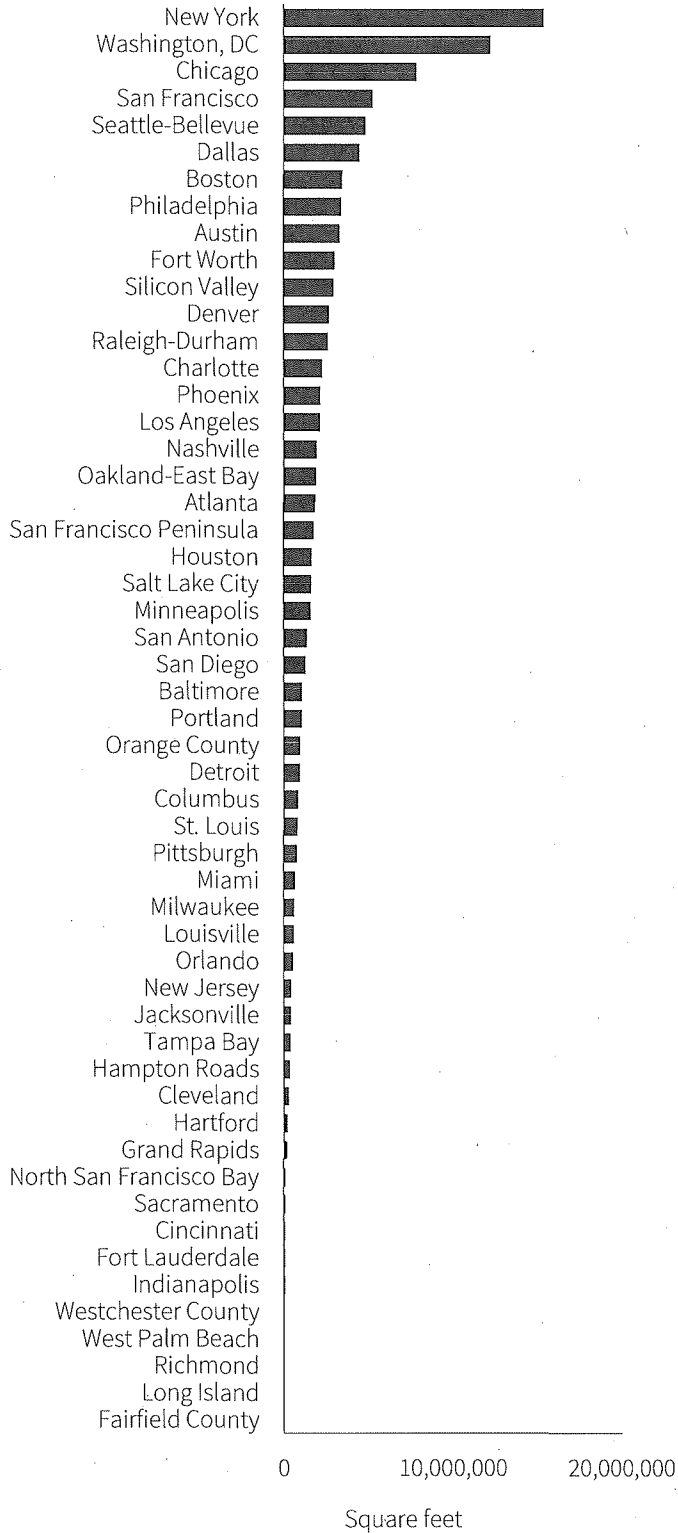 New York
Washington, DC
Chicago
San Francisco
Seattle-Bellevue
Dallas
Boston
Philadelphia
Austin
Fort Worth
Silicon Valley
Denver
Raleigh-Durham
Charlotte
Phoenix
Los Angeles
Nashville
Oakland-East Bay
Atlanta
San Francisco Peninsula
Houston
Salt Lake City
Minneapolis
San Antonio
San Diego
Baltimore
Portland
Orange County
Detroit
Columbus
St. Louis
Pittsburgh
Miami
Milwaukee
Louisville
Orlando
New Jersey
Jacksonville
Tampa Bay
Hampton Roads
Cleveland
Hartford
Grand Rapids
North San Francisco Bay
Sacramento
Cincinnati
Fort Lauderdale
Indianapolis
Westchester County
West Palm Beach
Richmond
Long Island
Fairfield County
0 10,000,000 20,000,000
Square feet